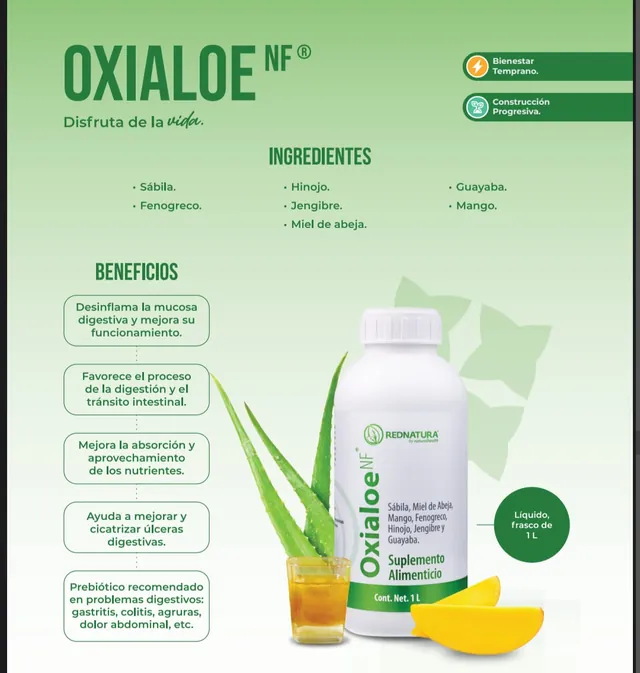 OXIALOE NF®
Disfruta de la vida.
Bienestar
Temprano.
Construcción
Progresiva.
INGREDIENTES
• Sábila.
• Fenogreco.
• Hinojo.
• Jengibre.
• Miel de abeja.
• Guayaba.
• Mango.
BENEFICIOS
Desinflama la mucosa
digestiva y mejora su
funcionamiento.
Favorece el proceso
de la digestión y el
tránsito intestinal.
Mejora la absorción y
aprovechamiento
de los nutrientes.
Ayuda a mejorar y
cicatrizar úlceras
digestivas.
Prebiótico recomendado
en problemas digestivos:
gastritis, colitis, agruras,
dolor abdominal, etc.
REDNATURA
Oxialoe NF®
Sábila, Miel de Abeja,
Mango, Fenogreco,
Hinojo, Jengibre y
Guayaba.
Suplemento
Alimenticio
Cont. Net. 1 L
Líquido,
frasco de
1 L